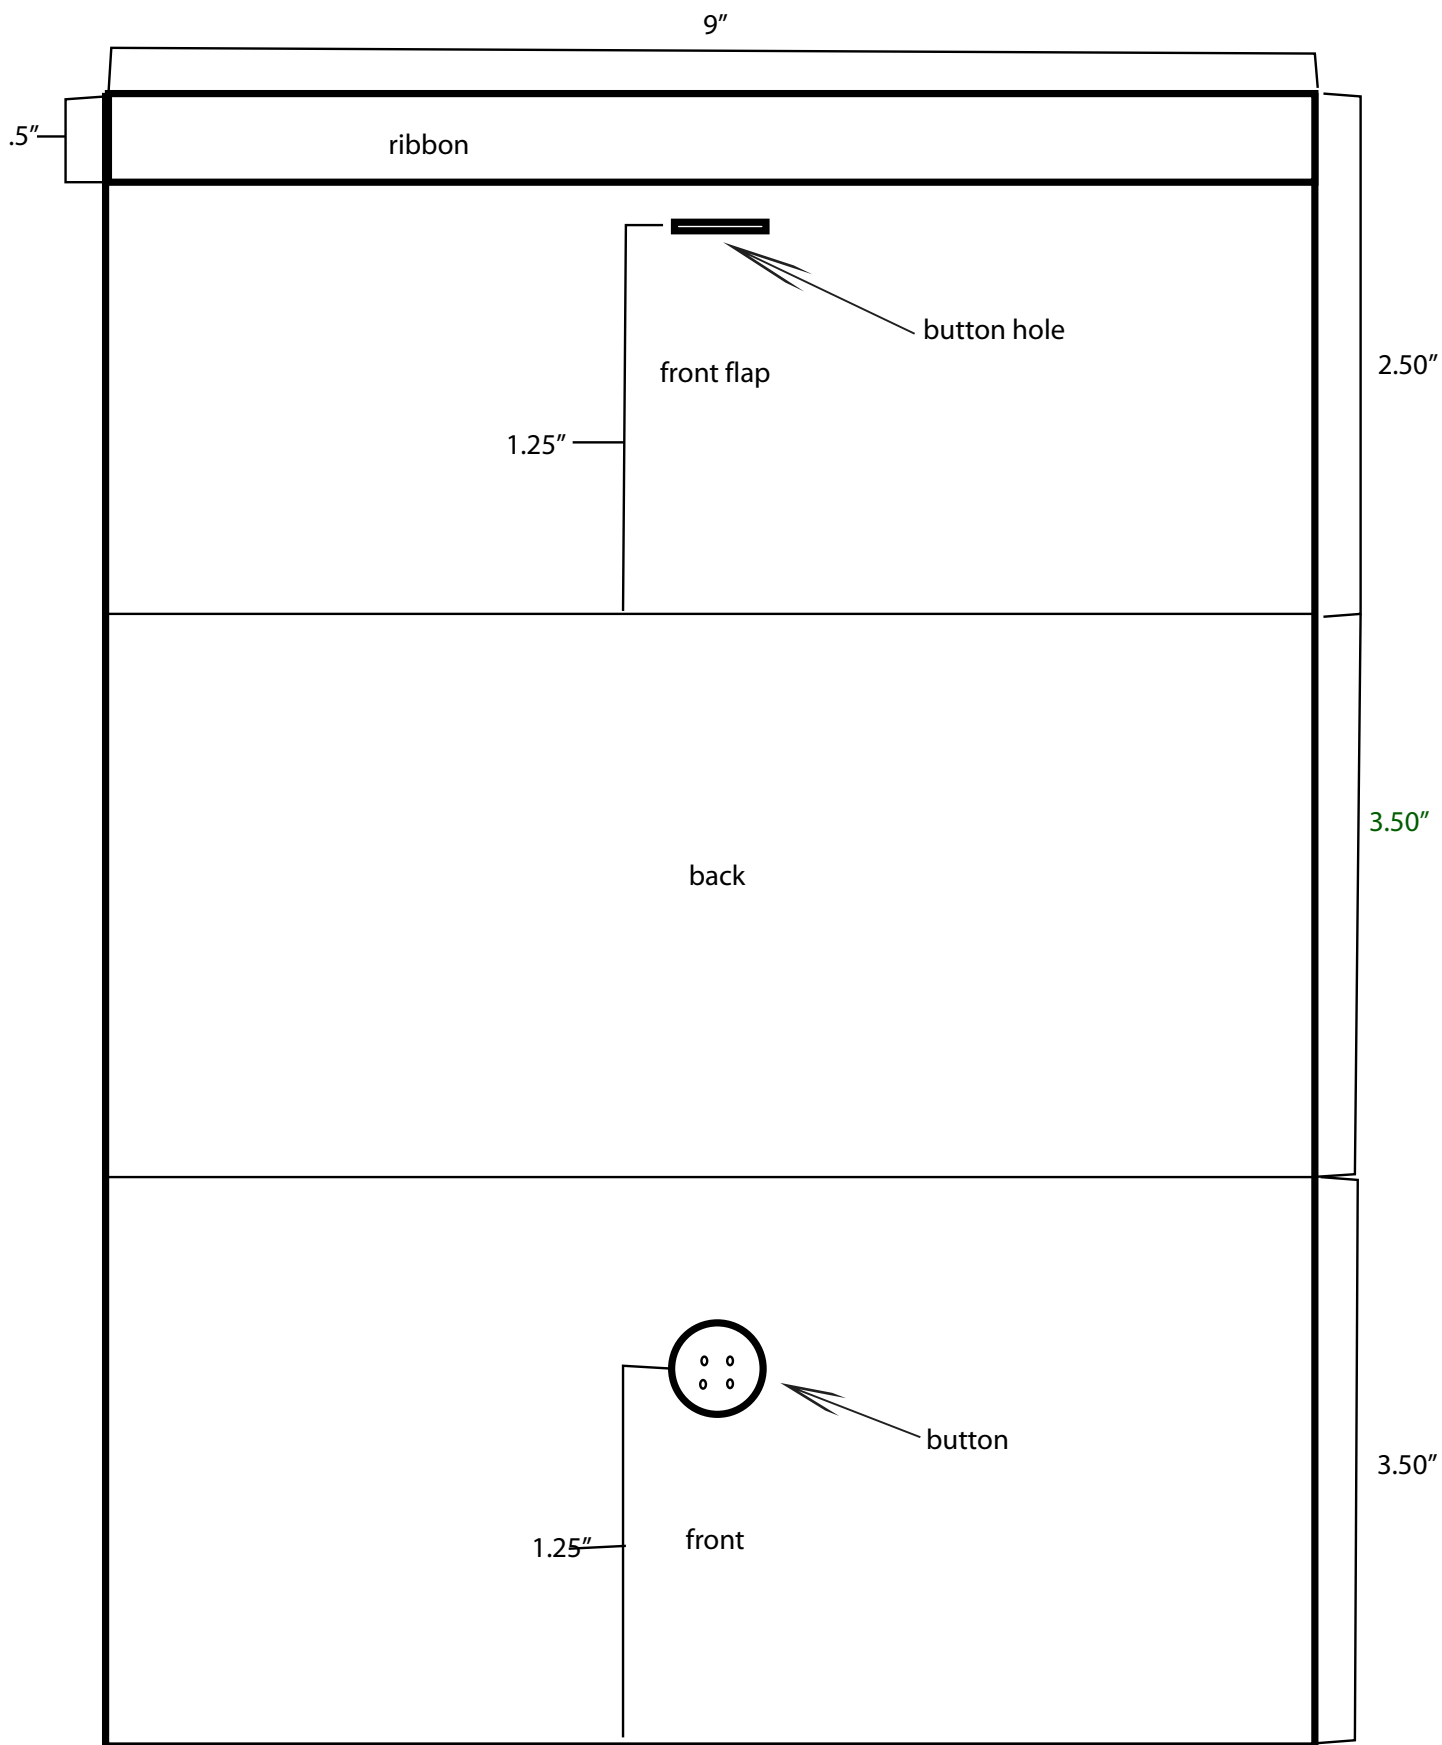 9”
.5”
ribbon
button hole
2.50”
front flap
1.25”
3.50”
back
button
3.50”
front
1.25”